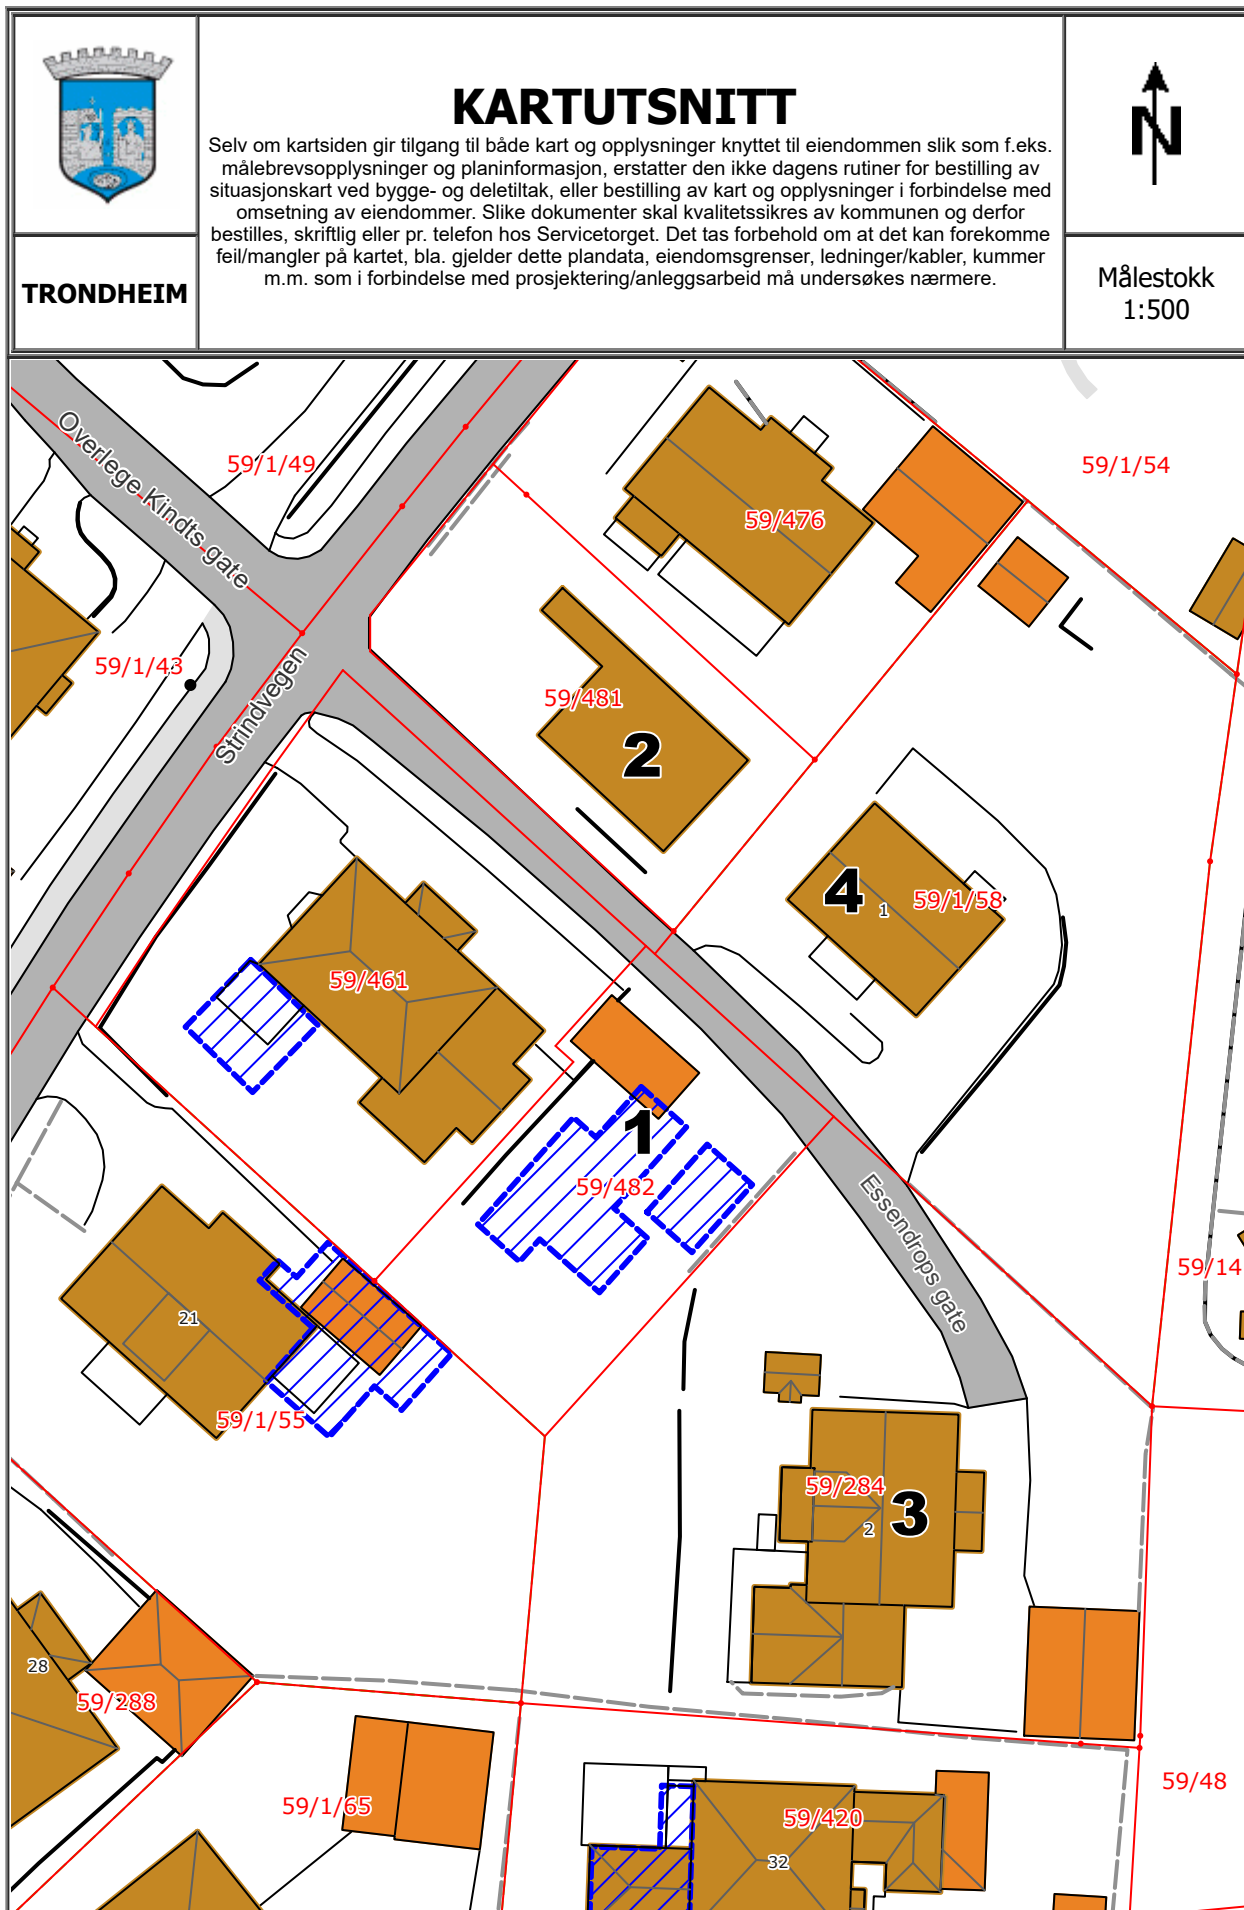 KARTUTSNITT
Selv om kartsiden gir tilgang til både kart og opplysninger knyttet til eiendommen slik som f.eks.
målebrevsopplysninger og planinformasjon, erstatter den ikke dagens rutiner for bestilling av
situasjonskart ved bygge- og deletiltak, eller bestilling av kart og opplysninger i forbindelse med
omsetning av eiendommer. Slike dokumenter skal kvalitetssikres av kommunen og derfor
bestilles, skriftlig eller pr. telefon hos Servicetorget. Det tas forbehold om at det kan forekomme
feil/mangler på kartet, bla. gjelder dette plandata, eiendomsgrenser, ledninger/kabler, kummer
m.m. som i forbindelse med prosjektering/anleggsarbeid må undersøkes nærmere.
TRONDHEIM
N
Målestokk
1:500
Overlege Kindts gate
59/1/49
59/1/54
59/476
59/1/43
Strindvegen
59/481
2
4
1
59/1/58
59/461
1
59/482
Essendrops gate
59/14
21
59/1/55
59/284
2
3
28
59/288
59/1/65
59/420
59/48
32